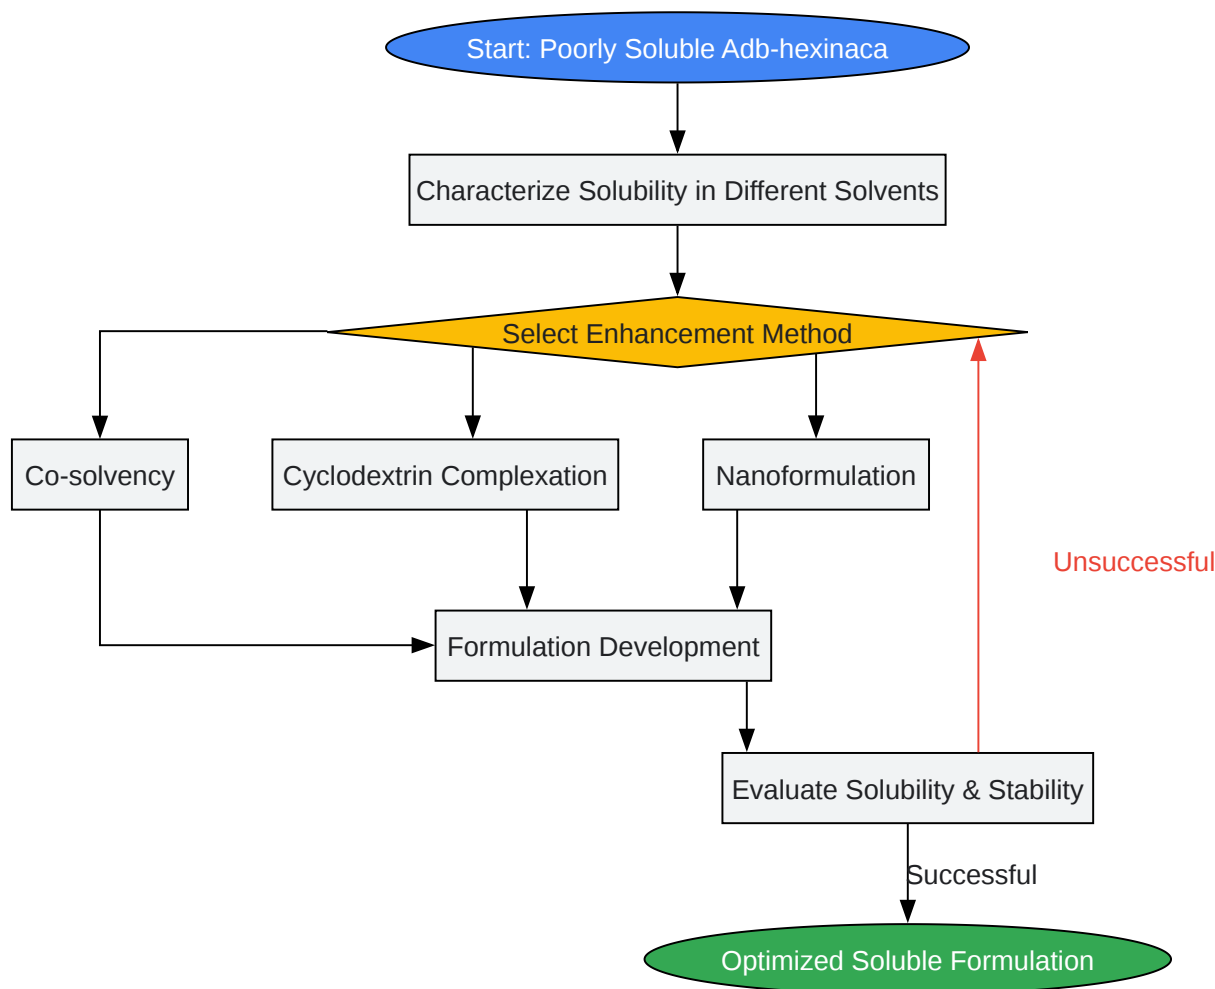 Start: Poorly Soluble Adb-hexinaca
Characterize Solubility in Different Solvents
Select Enhancement Method
Co-solvency
Cyclodextrin Complexation
Nanoformulation
Unsuccessful
Formulation Development
Evaluate Solubility & Stability
Successful
Optimized Soluble Formulation